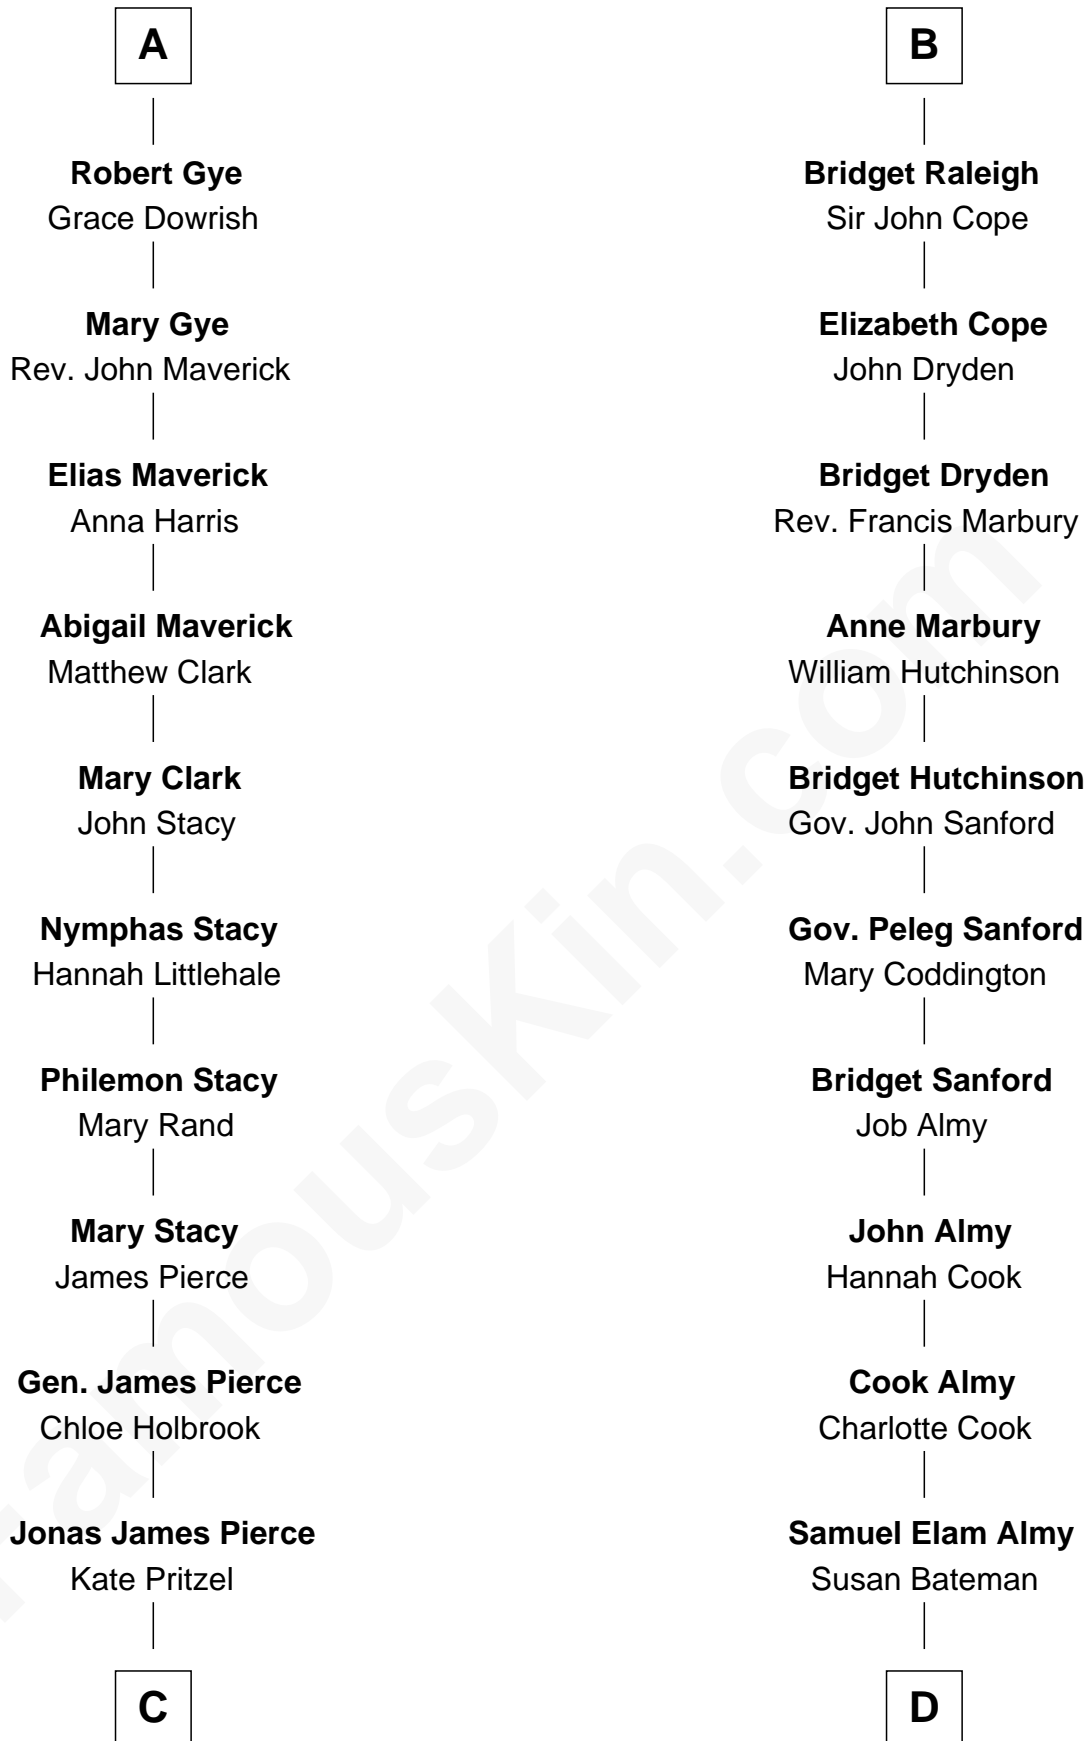 A
Robert Gye
Grace Dowrish
Mary Gye
Rev. John Maverick
Elias Maverick
Anna Harris
Abigail Maverick
Matthew Clark
Mary Clark
John Stacy
Nymphas Stacy
Hannah Littlehale
Philemon Stacy
Mary Rand
Mary Stacy
James Pierce
Gen. James Pierce
Chloe Holbrook
Jonas James Pierce
Kate Pritzel
C
B
Bridget Raleigh
Sir John Cope
Elizabeth Cope
John Dryden
Bridget Dryden
Rev. Francis Marbury
Anne Marbury
William Hutchinson
Bridget Hutchinson
Gov. John Sanford
Gov. Peleg Sanford
Mary Coddington
Bridget Sanford
Job Almy
John Almy
Hannah Cook
Cook Almy
Charlotte Cook
Samuel Elam Almy
Susan Bateman
D
FamousKin.com